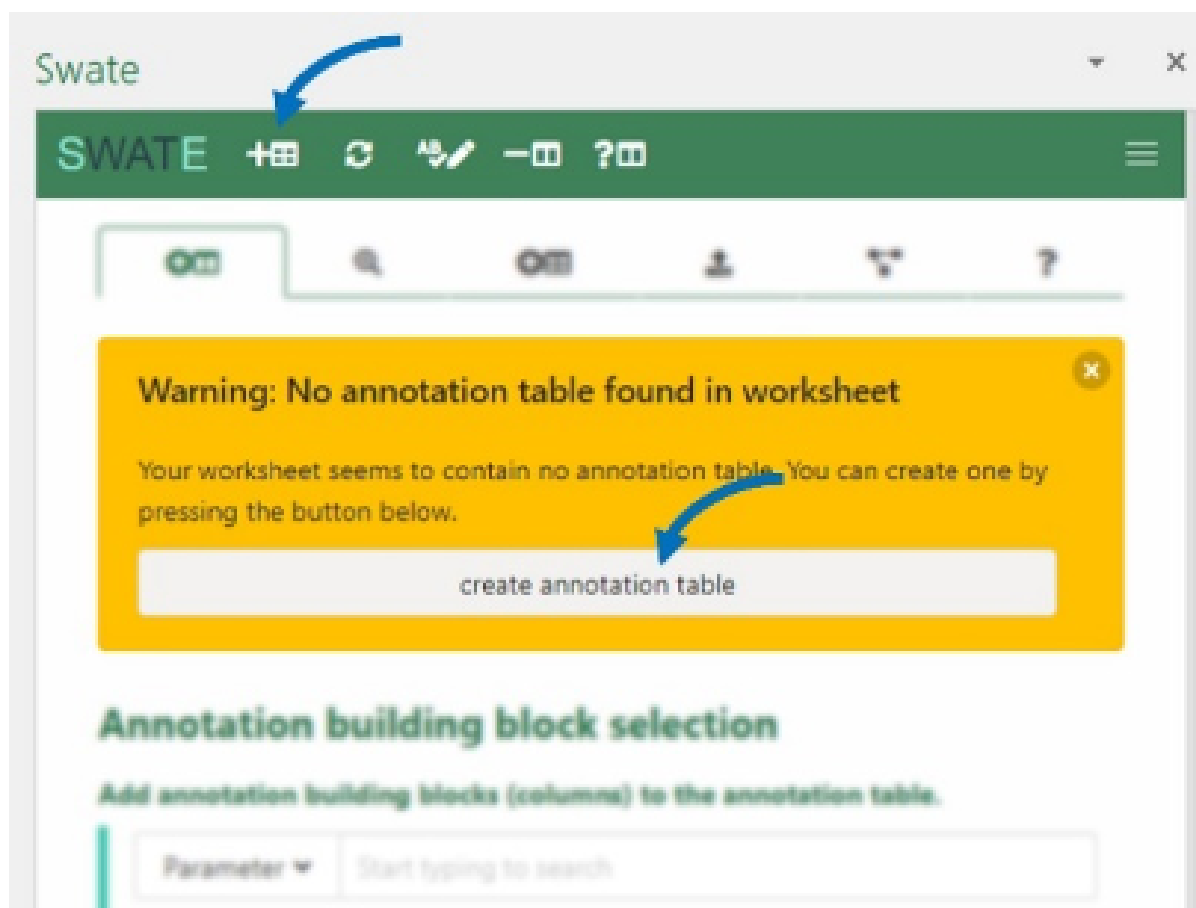 Swate
SWATE
Warning: No annotation table found in worksheet
Your worksheet seems to contain no annotation table. You can create one by
pressing the button below.
create annotation table
Annotation building block selection
Add annotation building blocks (columns) to the annotation table.
Parameter Start typing to search